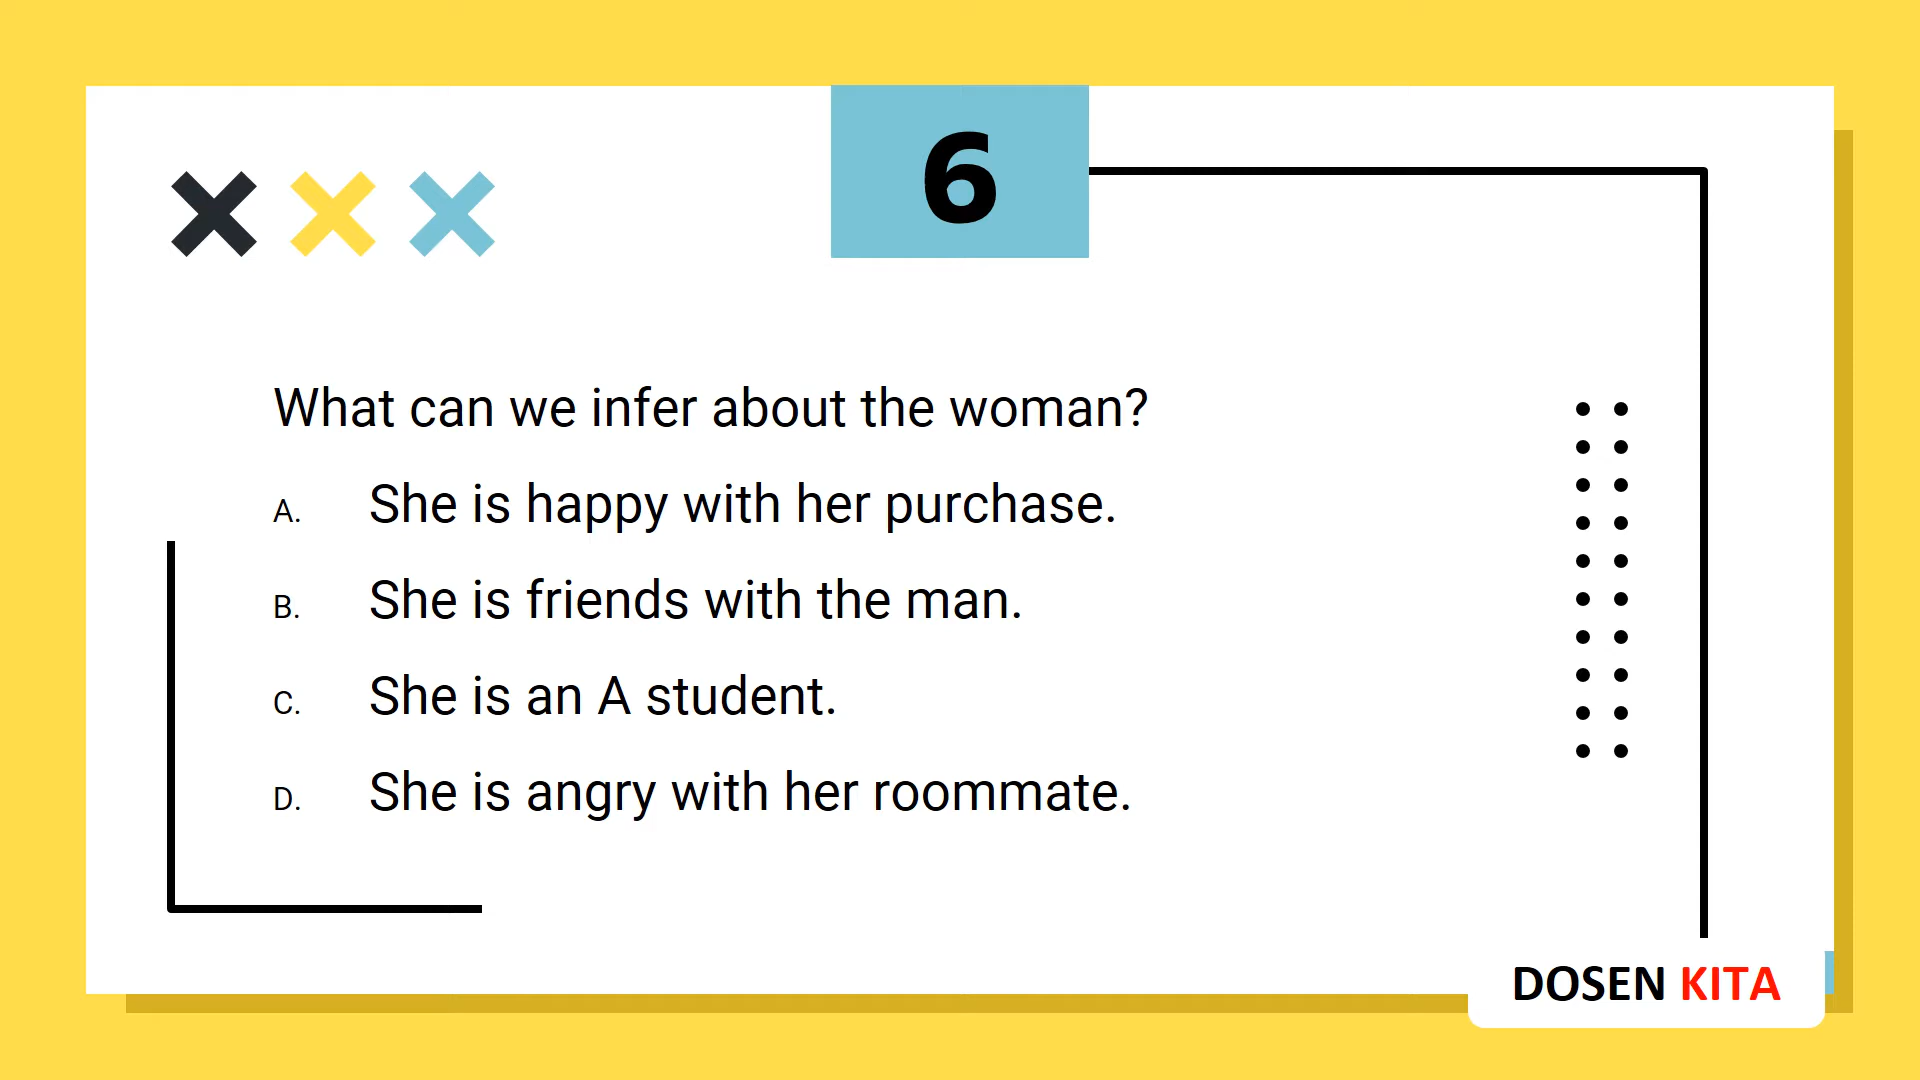 6
What can we infer about the woman?
A. She is happy with her purchase.
B. She is friends with the man.
C. She is an A student.
D. She is angry with her roommate.
DOSEN KITA